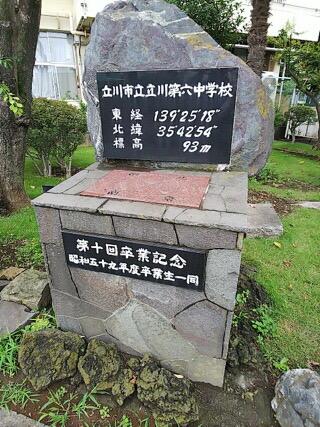 立川市立立川第六中学校
東経 139°25'18"
北緯 35°42'54"
標高 93m
第十回卒業記念
昭和五十九年度卒業生一同